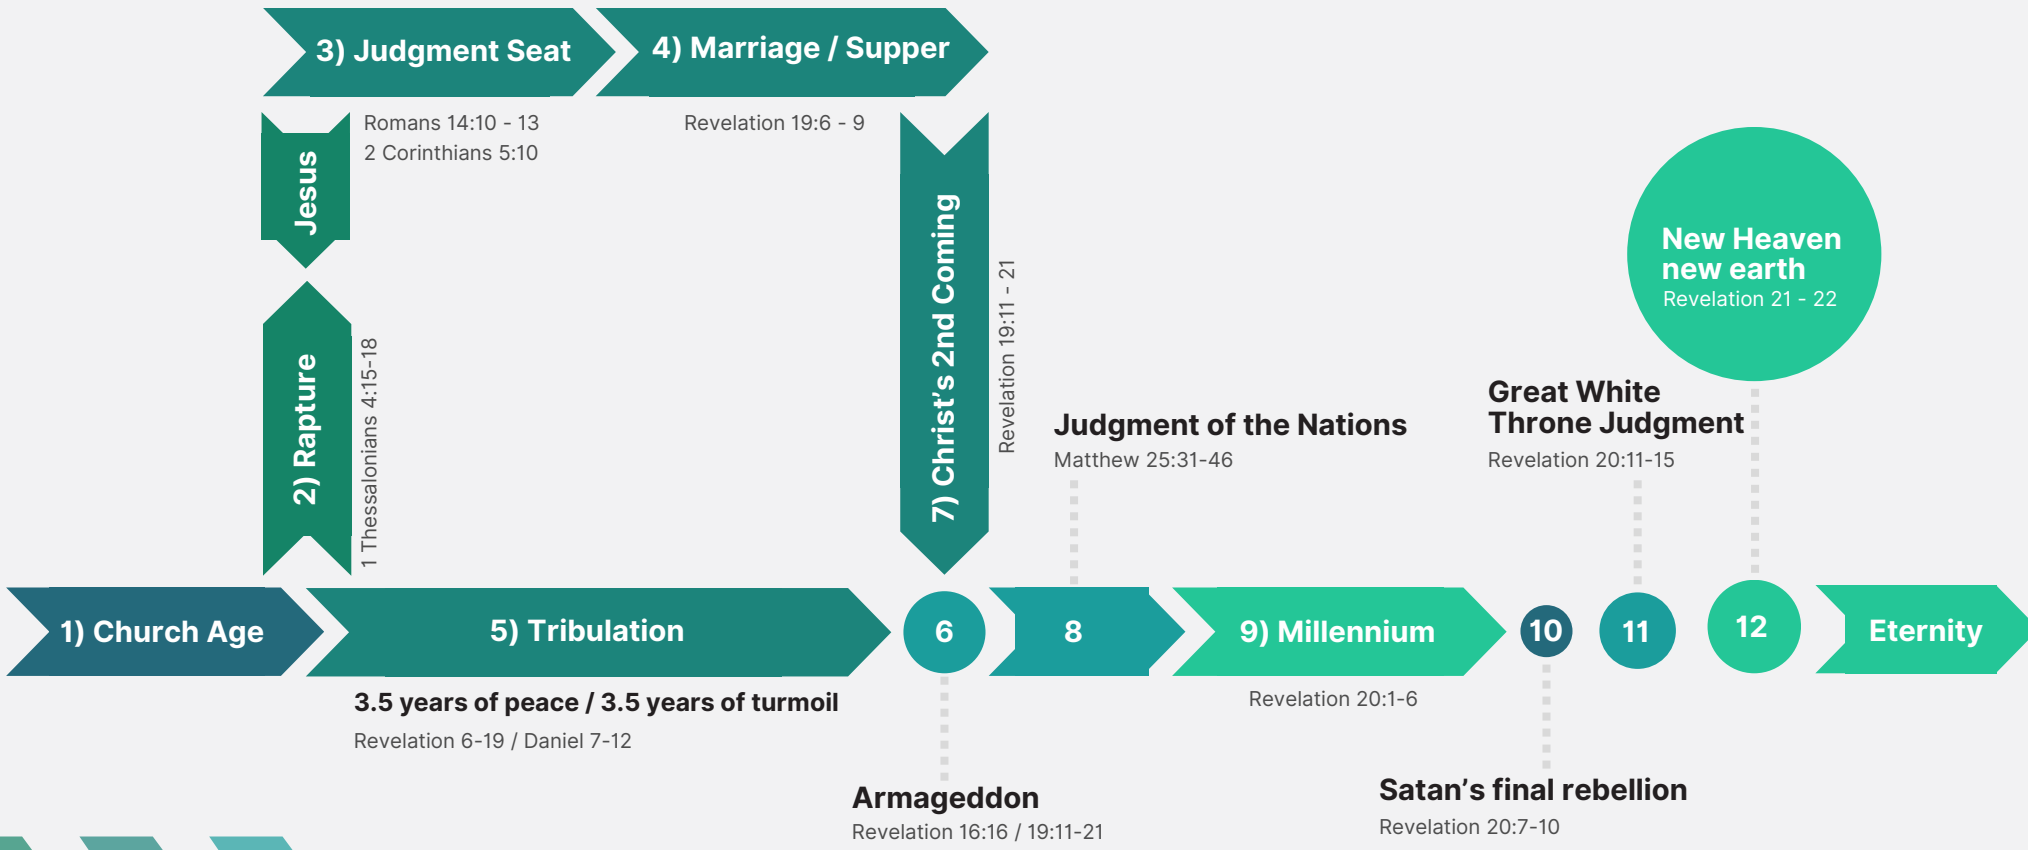 3) Judgment Seat
4) Marriage / Supper
Romans 14:10 - 13
2 Corinthians 5:10
Revelation 19:6 - 9
Jesus
2) Rapture
1 Thessalonians 4:15-18
7) Christ’s 2nd Coming
Revelation 19:11 - 21
New Heaven
new earth
Revelation 21 - 22
Judgment of the Nations
Matthew 25:31-46
Great White
Throne Judgment
Revelation 20:11-15
1) Church Age
5) Tribulation
6
8
9) Millennium
10
11
12
Eternity
3.5 years of peace / 3.5 years of turmoil
Revelation 6-19 / Daniel 7-12
Revelation 20:1-6
Armageddon
Revelation 16:16 / 19:11-21
Satan’s final rebellion
Revelation 20:7-10